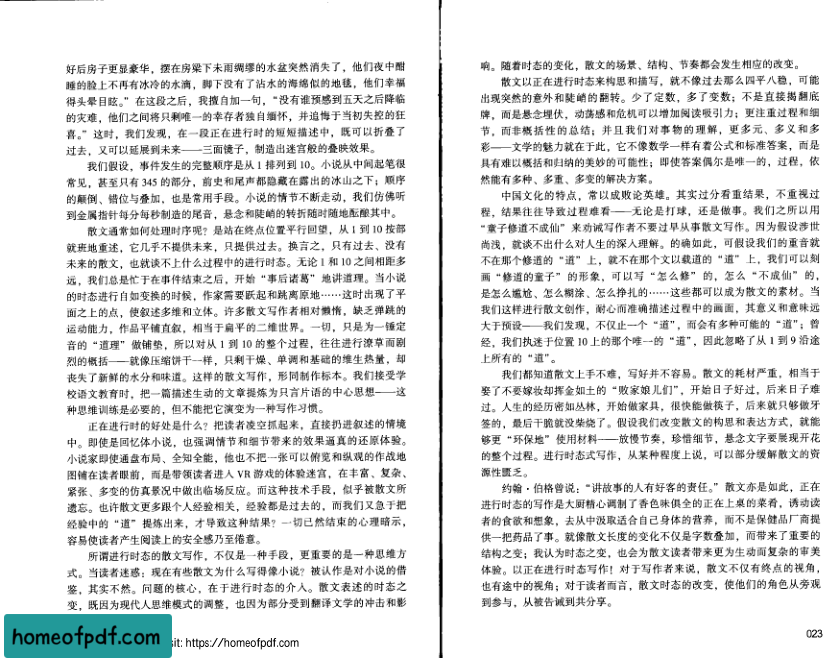 好后房子更显豪华，摆在房梁下未雨绸缪的水盆突然消失了，他们夜中酣
睡的脸上不再有冰冷的水滴，脚下没有了沾水的海绵似的地毯，他们幸福
得头晕目眩。”在这段之后，我擅自加一句，“没有谁预感到五天之后降临
的灾难，他们之间将只剩唯一的幸存者独自缅怀，并追悔于当初失控的狂
喜。”这时，我们发现，在一段正在进行时的短短描述中，既可以折叠了
过去，又可以延展到未来——三面镜子，制造出迷宫般的叠映效果。
我们假设，事件发生的完整顺序是从1排列到10。小说从中间起笔很
常见，甚至只有345的部分，前史和尾声都隐藏在露出的冰山之下；顺序
的颠倒、错位与叠加，也是常用手段。小说的情节不断走动，我们仿佛听
到金属指针每分每秒制造的尾音，悬念和陡峭的转折随时随地酝酿其中。
散文通常如何处理时序呢？是站在终点位置平行回望，从1到10按部
就班地重述，它几乎不提供未来，只提供过去。换言之，只有过去、没有
未来的散文，也就谈不上什么过程中的进行时态。无论1和10之间相距多
远，我们总是忙于在事件结束之后，开始“事后诸葛”地讲道理。当小说
的时态进行自如变换的时候，作家需要跃起和跳离原地……这时出现了平
面之上的点，使叙述多维和立体。许多散文写作者相对懒惰，缺乏弹跳的
运动能力，作品平铺直叙，相当于扁平的二维世界。一切，只是为一锤定
音的“道理”做铺垫，所以对从1到10的整个过程，往往进行潦草而剧
烈的概括——就像压缩饼干一样，只剩干燥、单调和基础的维生热量，却
丧失了新鲜的水分和味道。这样的散文写作，形同制作标本。我们接受学
校语文教育时，把一篇描述生动的文章提炼为只言片语的中心思想——这
种思维训练是必要的，但不能把它演变为一种写作习惯。
正在进行时的好处是什么？把读者凌空抓起来，直接扔进叙述的情境
中。即使是回忆体小说，也强调情节和细节带来的效果逼真的还原体验。
小说家即使通盘布局、全知全能，他也不把一张可以俯览和纵观的作战地
图铺在读者眼前，而是带领读者进入VR游戏的体验迷宫，在丰富、复杂、
紧张、多变的仿真景况中做出临场反应。而这种技术手段，似乎被散文所
遗忘。也许散文更多跟个人经验相关，经验都是过去的，而我们又急于把
经验中的“道”提炼出来，才导致这种结果？一切已然结束的心理暗示，
容易使读者产生阅读上的安全感乃至倦意。
所谓进行时态的散文写作，不仅是一种手段，更重要的是一种思维方
式。当读者迷惑：现在有些散文为什么写得像小说？被认作是对小说的借
鉴，其实不然。问题的核心，在于进行时态的介入。散文表述的时态之
变，既因为现代人思维模式的调整，也因为部分受到翻译文学的冲击和影
homeofpdf.com
sit: https://homeofpdf.com
响。随着时态的变化，散文的场景、结构、节奏都会发生相应的改变。
散文以正在进行时态来构思和描写，就不像过去那么四平八稳，可能
出现突然的意外和陡峭的翻转。少了定数，多了变数；不是直接揭翻底
牌，而是悬念埋伏，动荡感和危机可以增加阅读吸引力；更注重过程和细
节，而非概括性的总结；并且我们对事物的理解，更多元、多义和多
彩——文学的魅力就在于此，它不像数学一样有着公式和标准答案，而是
具有难以概括和归纳的美妙的可能性；即使答案偶尔是唯一的，过程，依
然能有多种、多重、多变的解决方案。
中国文化的特点，常以成败论英雄。其实过分看重结果，不重视过
程，结果往往导致过程难看——无论是打球，还是做事。我们之所以用
“童子修道不成仙”来劝诫写作者不要过早从事散文写作。因为假设涉世
尚浅，就谈不出什么对人生的深入理解。的确如此，可假设我们的重音就
不在那个修道的“道”上，就不在那个文以载道的“道”上，我们可以刻
画“修道的童子”的形象，可以写“怎么修”的，怎么“不成仙”的，
是怎么尴尬、怎么糊涂、怎么挣扎的……这些都可以成为散文的素材。当
我们这样进行散文创作，耐心而准确描述过程中的画面，其意义和意味远
大于预设——我们发现，不仅止一个“道”，而会有多种可能的“道”；曾
经，我们执迷于位置10上的那个唯一的“道”，因此忽略了从1到9沿途
上所有的“道”。
我们都知道散文上手不难，写好并不容易。散文的耗材严重，相当于
娶了不要嫁妆却挥金如土的“败家娘儿们”，开始日子好过，后来日子难
过。人生的经历密如丛林，开始做家具，很快能做筷子，后来就只够做牙
签的，最后干脆就没柴烧了。假设我们改变散文的构思和表达方式，就能
够更“环保地”使用材料——放慢节奏，珍惜细节，悬念文字要展现开花
的整个过程。进行时态式写作，从某种程度上说，可以部分缓解散文的资
源性匮乏。
约翰·伯格曾说：“讲故事的人有好客的责任。”散文亦是如此，正在
进行时态的写作是大厨精心调制了香色味俱全的正在上桌的菜肴，诱动读
者的食欲和想象，去从中汲取适合自己身体的营养，而不是保健品厂商提
供一把药品了事。就像散文长度的变化不仅是字数叠加，而带来了重要的
结构之变；我认为时态之变，也会为散文读者带来更为生动而复杂的审美
体验。以正在进行时态写作！对于写作者来说，散文不仅有终点的视角，
也有途中的视角；对于读者而言，散文时态的改变，使他们的角色从旁观
到参与，从被告诫到共分享。
023